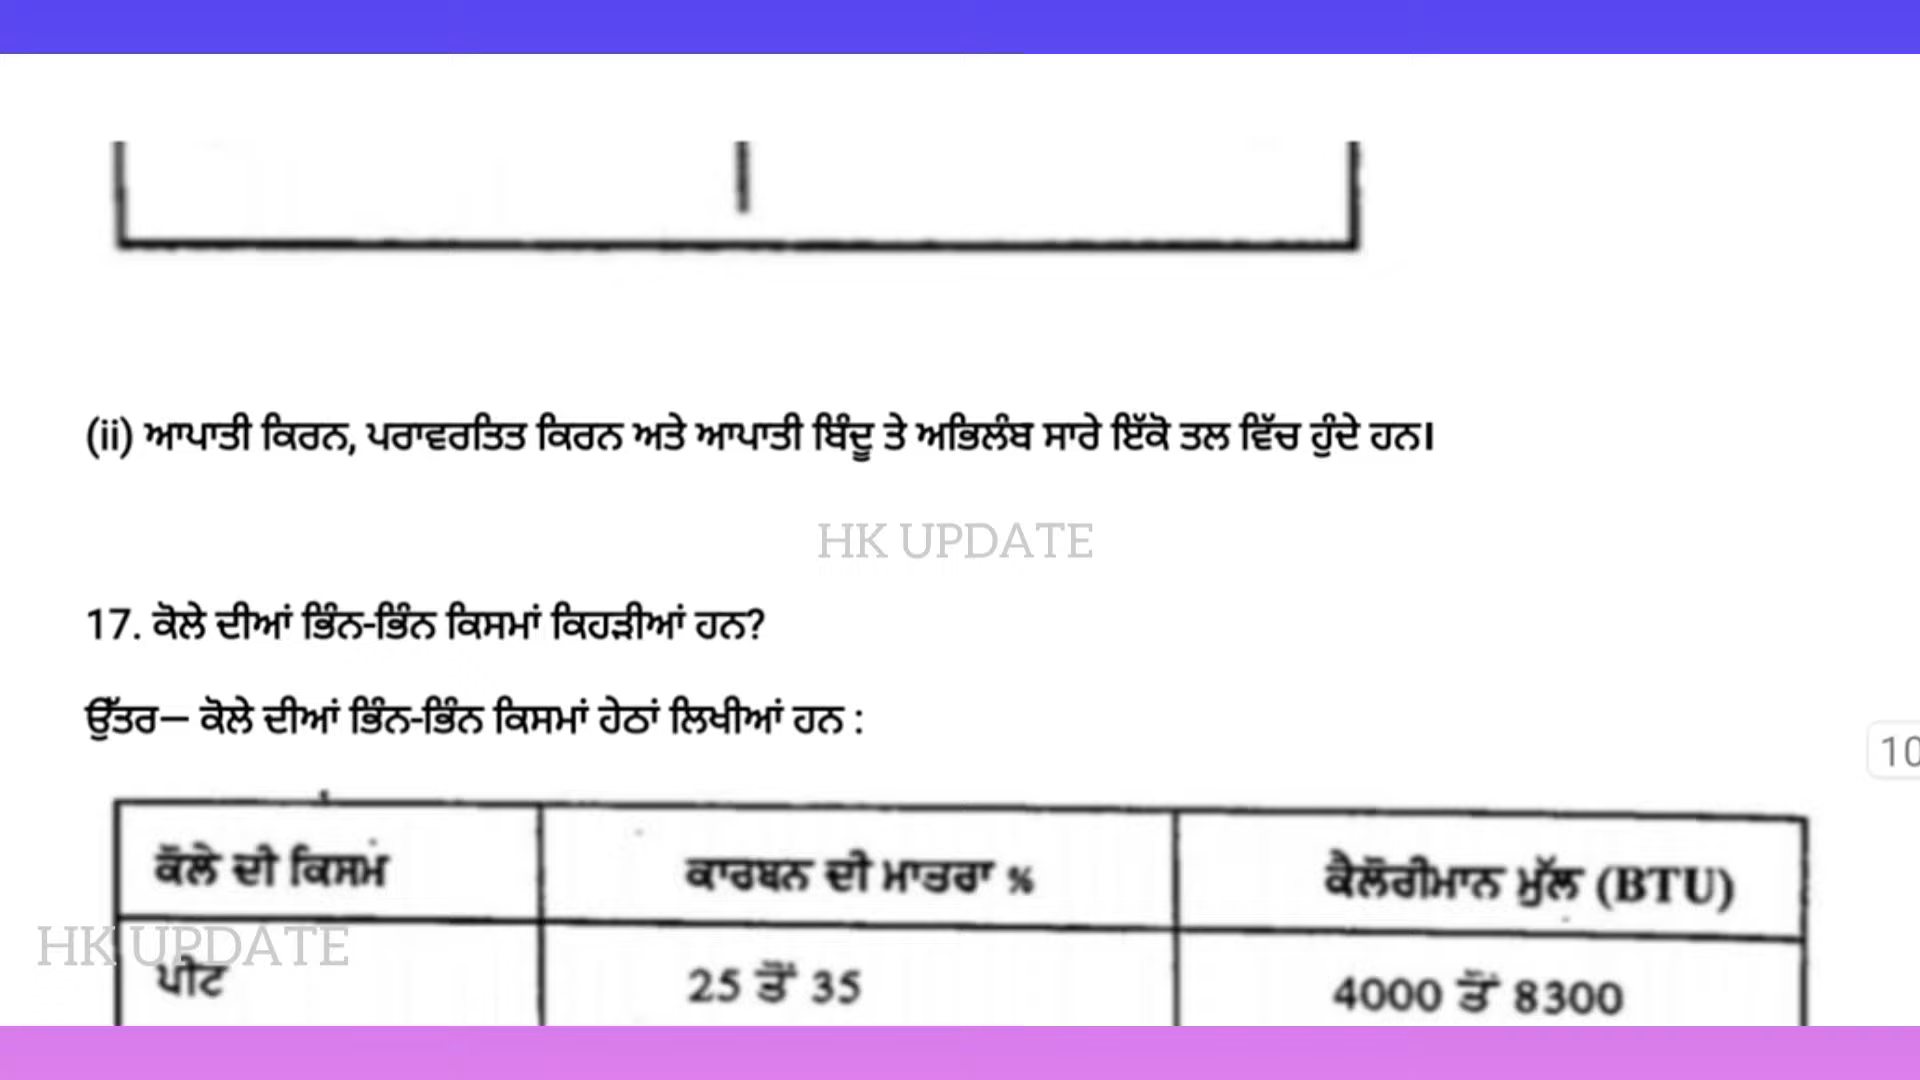 (ii) ਆਪਾਤੀ ਕਿਰਨ, ਪਰਾਵਰਤਿਤ ਕਿਰਨ ਅਤੇ ਆਪਾਤੀ ਬਿੰਦੂ ਤੇ ਅਭਿਲੰਬ ਸਾਰੇ ਇੱਕੋ ਤਲ ਵਿੱਚ ਹੁੰਦੇ ਹਨ।
HK UPDATE
17. ਕੋਲੇ ਦੀਆਂ ਭਿੰਨ-ਭਿੰਨ ਕਿਸਮਾਂ ਕਿਹੜੀਆਂ ਹਨ?
ਉੱਤਰ— ਕੋਲੇ ਦੀਆਂ ਭਿੰਨ-ਭਿੰਨ ਕਿਸਮਾਂ ਹੇਠਾਂ ਲਿਖੀਆਂ ਹਨ :
10
ਕੋਲੇ ਦੀ ਕਿਸਮ ਕਾਰਬਨ ਦੀ ਮਾਤਰਾ % ਕੈਲੋਰੀਮਾਨ ਮੁੱਲ (BTU)
HK UPDATE
ਪੀਟ 25 ਤੋਂ 35 4000 ਤੋਂ 8300